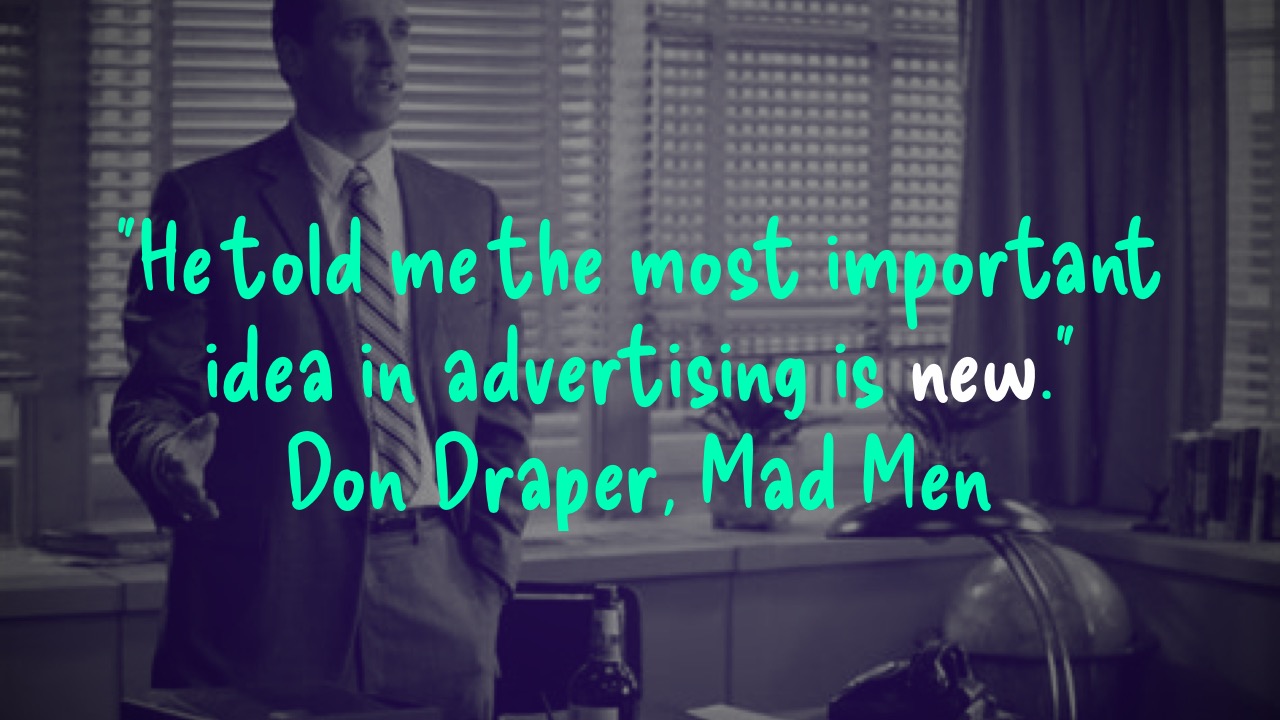 "He told me the most important
idea in advertising is new."
Don Draper, Mad Men